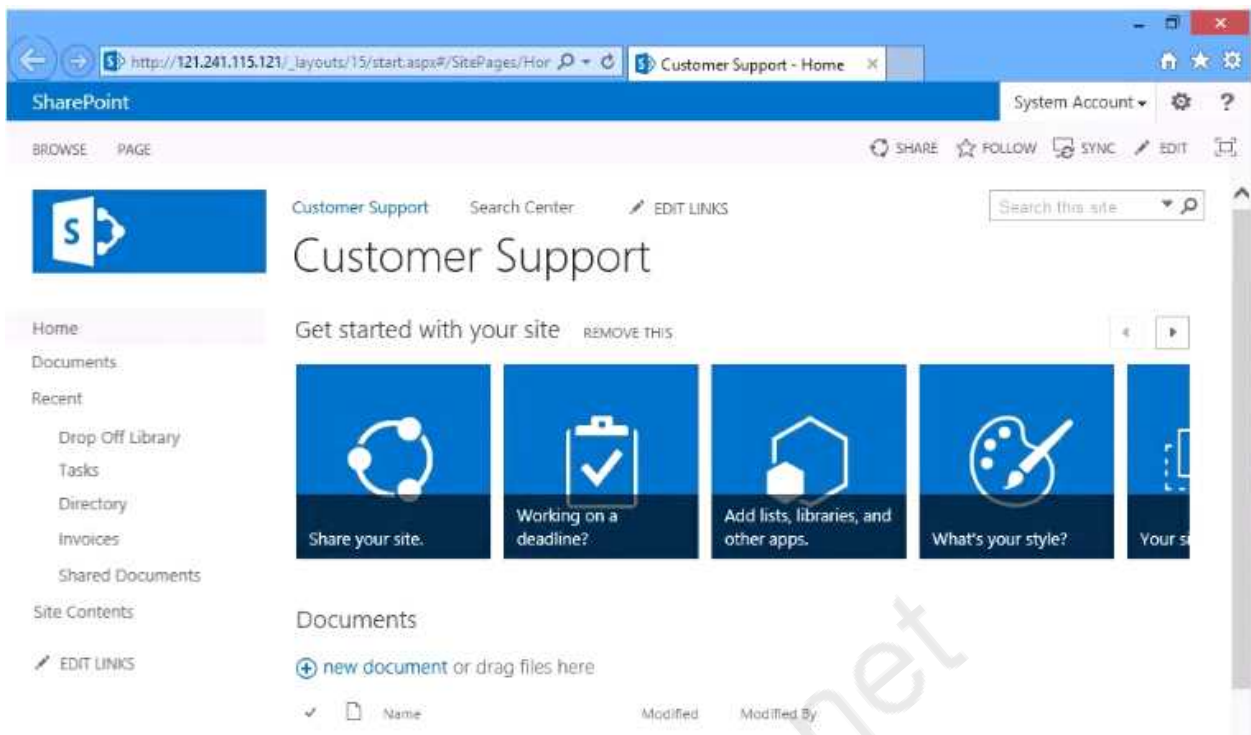 http://121.241.115.121/_layouts/15/start.aspx#/SitePages/Hor
Customer Support - Home
SharePoint
System Account
?
BROWSE PAGE
SHARE FOLLOW SYNC EDIT
S
Customer Support Search Center EDIT LINKS
Search this site
Customer Support
Home
Documents
Recent
Drop Off Library
Tasks
Directory
Invoices
Shared Documents
Site Contents
EDIT LINKS
Get started with your site REMOVE THIS
Share your site.
Working on a
deadline?
Add lists, libraries, and
other apps.
What's your style?
Your si
Documents
new document or drag files here
Name Modified Modified By